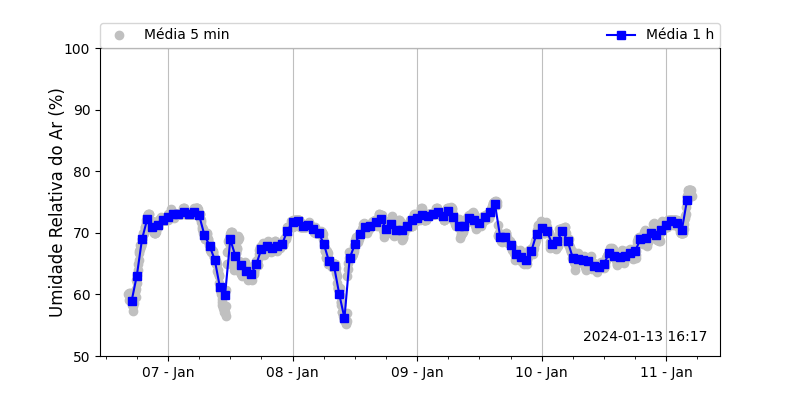 Média 5 min
Média 1 h
Umidade Relativa do Ar (%)
100
90
80
70
60
50
2024-01-13 16:17
07 - Jan
08 - Jan
09 - Jan
10 - Jan
11 - Jan